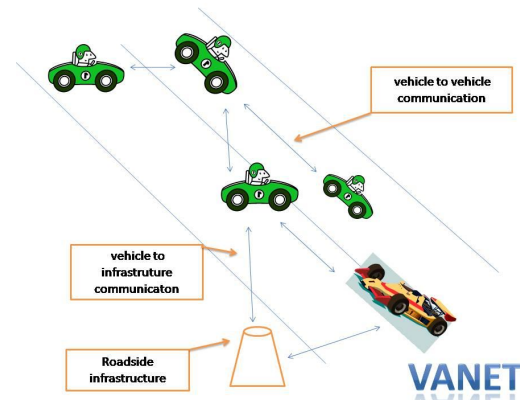 vehicle to vehicle
communication
vehicle to
infrastruture
communicaton
Roadside
infrastructure
VANET